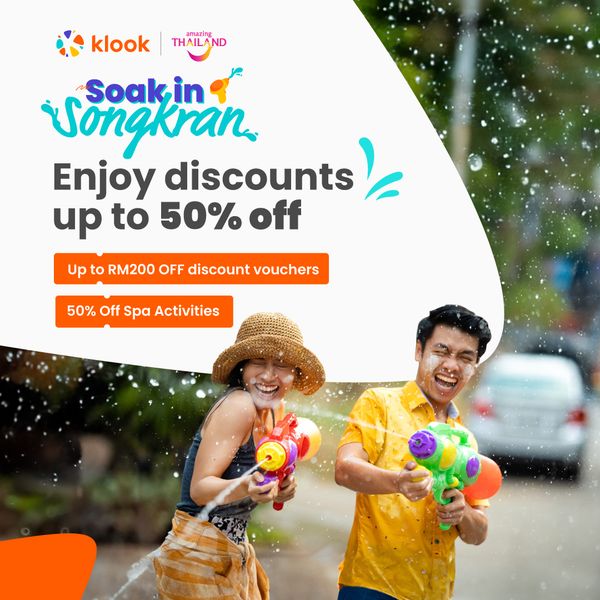 klook
amazing
THAILAND
Soak in
Songkran
Enjoy discounts
up to 50% off
Up to RM200 OFF discount vouchers
50% Off Spa Activities